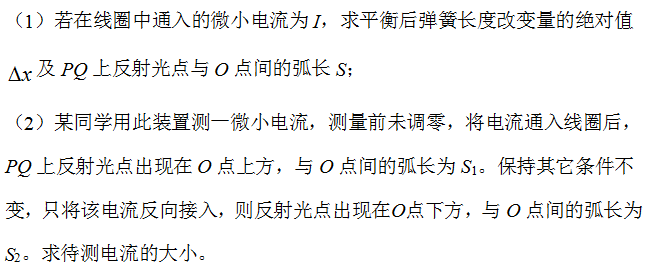 （1）若在线圈中通入的微小电流为 I，求平衡后弹簧长度改变量的绝对值
Δx 及 PQ 上反射光点与 O 点间的弧长 S；
（2）某同学用此装置测一微小电流，测量前未调零，将电流通入线圈后，
PQ 上反射光点出现在 O 点上方，与 O 点间的弧长为 S₁。保持其它条件不
变，只将该电流反向接入，则反射光点出现在O点下方，与 O 点间的弧长为
S₂。求待测电流的大小。